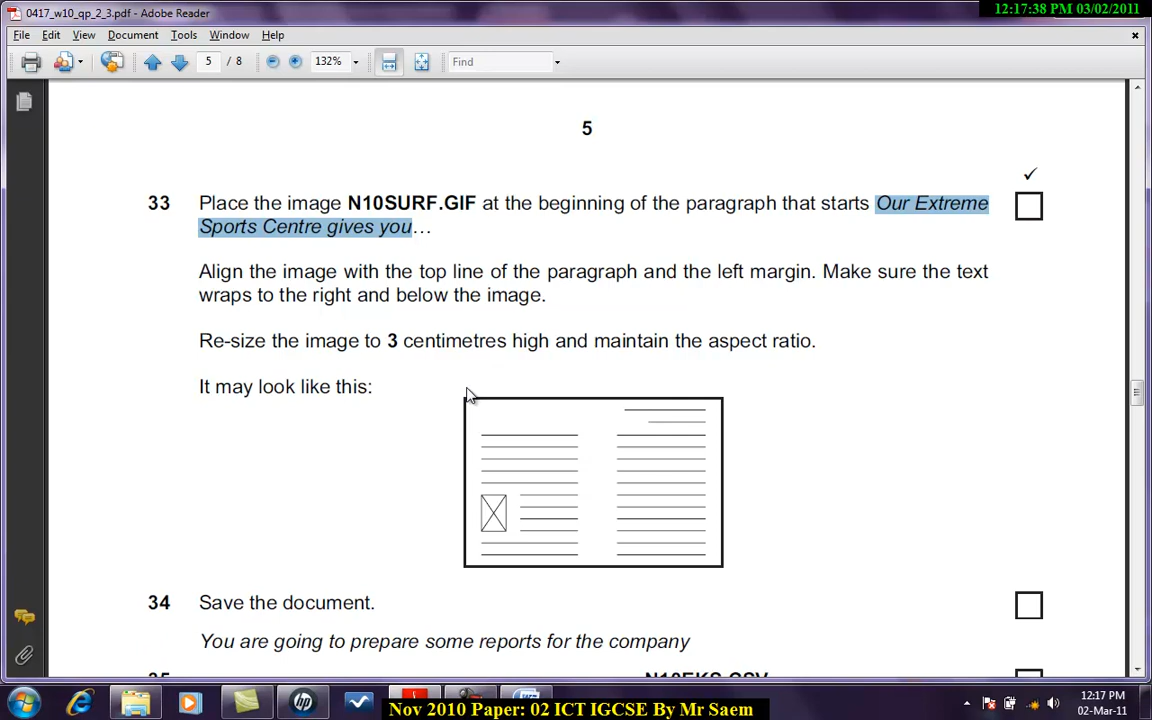 0417_w10_qp_2_3.pdf - Adobe Reader
12:17:38 PM 03/02/2011
File Edit View Document Tools Window Help
5 / 8 132% Find
5
33 Place the image N10SURF.GIF at the beginning of the paragraph that starts Our Extreme
Sports Centre gives you…
Align the image with the top line of the paragraph and the left margin. Make sure the text
wraps to the right and below the image.
Re-size the image to 3 centimetres high and maintain the aspect ratio.
It may look like this:
34 Save the document.
You are going to prepare some reports for the company
12:17 PM
Nov 2010 Paper: 02 ICT IGCSE By Mr Saem
02-Mar-11